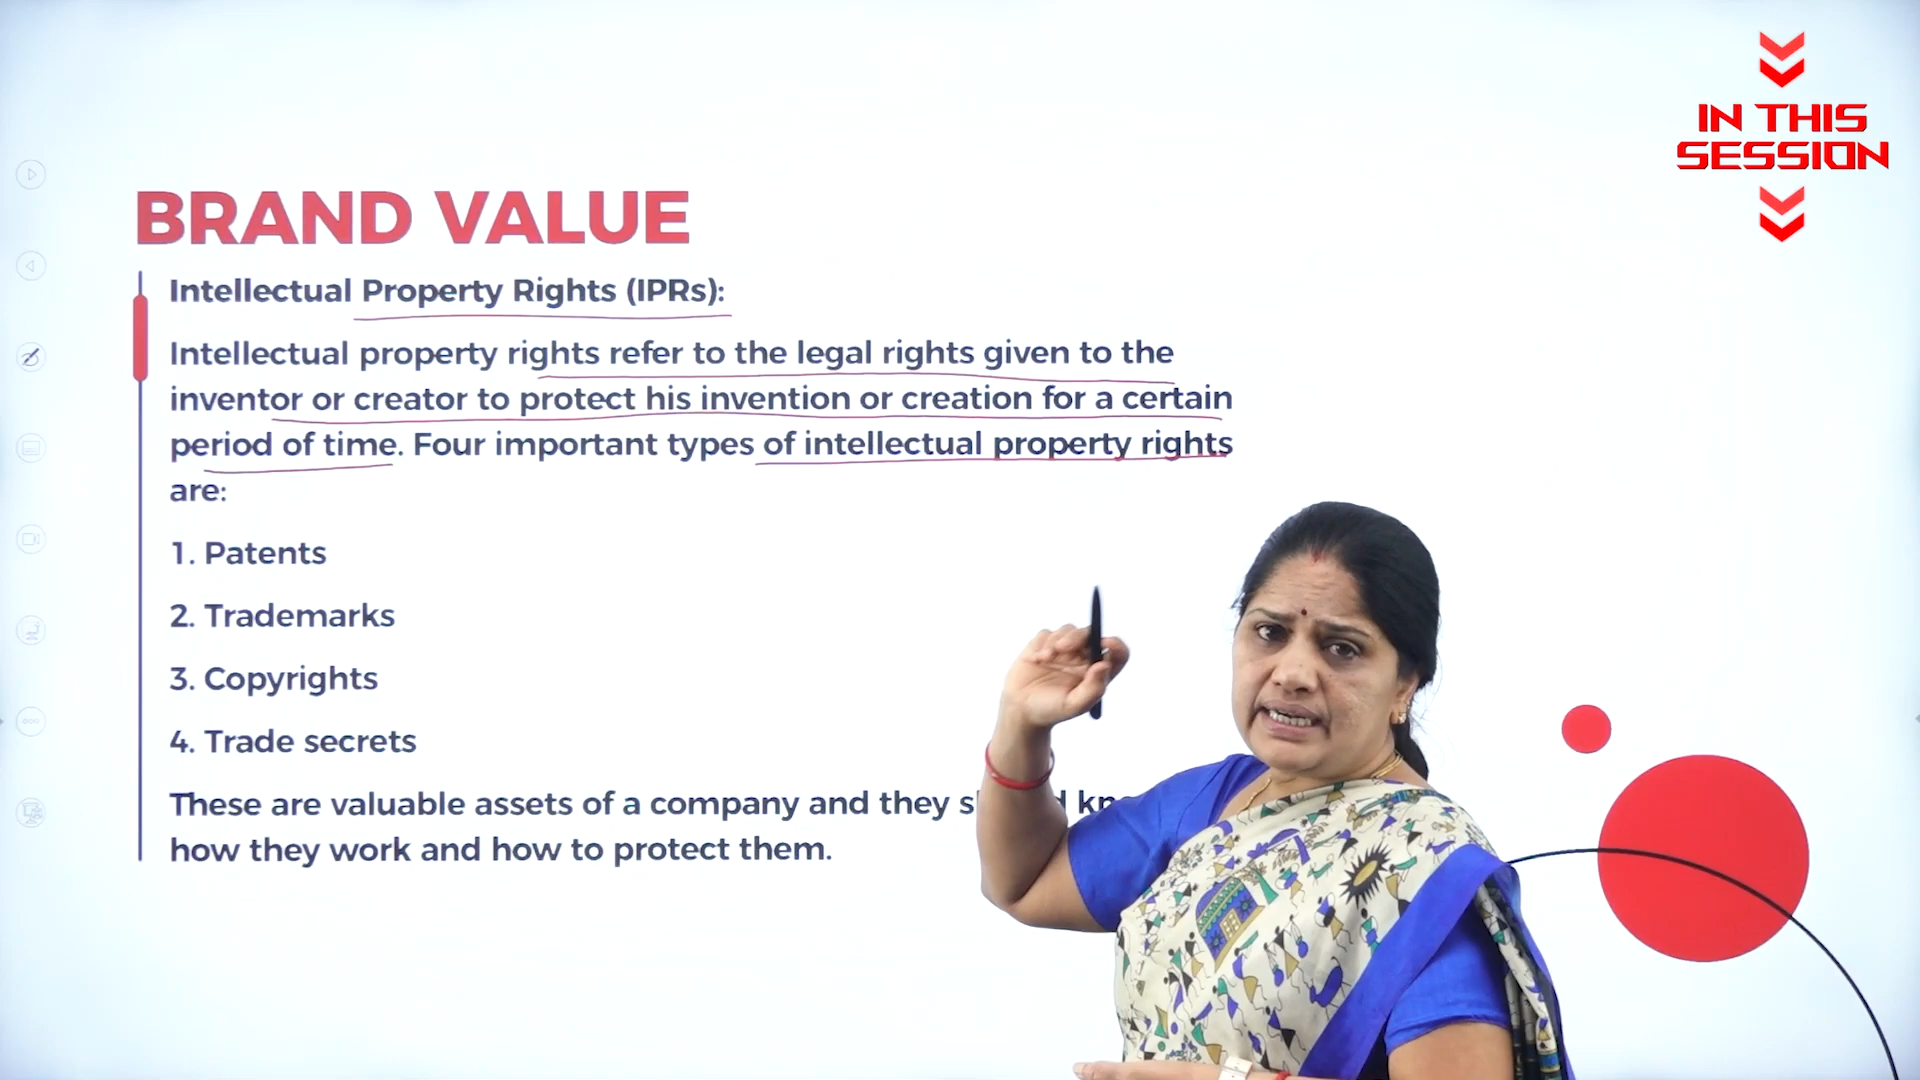 IN THIS
SESSION
BRAND VALUE
Intellectual Property Rights (IPRs):
Intellectual property rights refer to the legal rights given to the
inventor or creator to protect his invention or creation for a certain
period of time. Four important types of intellectual property rights
are:
1. Patents
2. Trademarks
3. Copyrights
4. Trade secrets
These are valuable assets of a company and they
how they work and how to protect them.